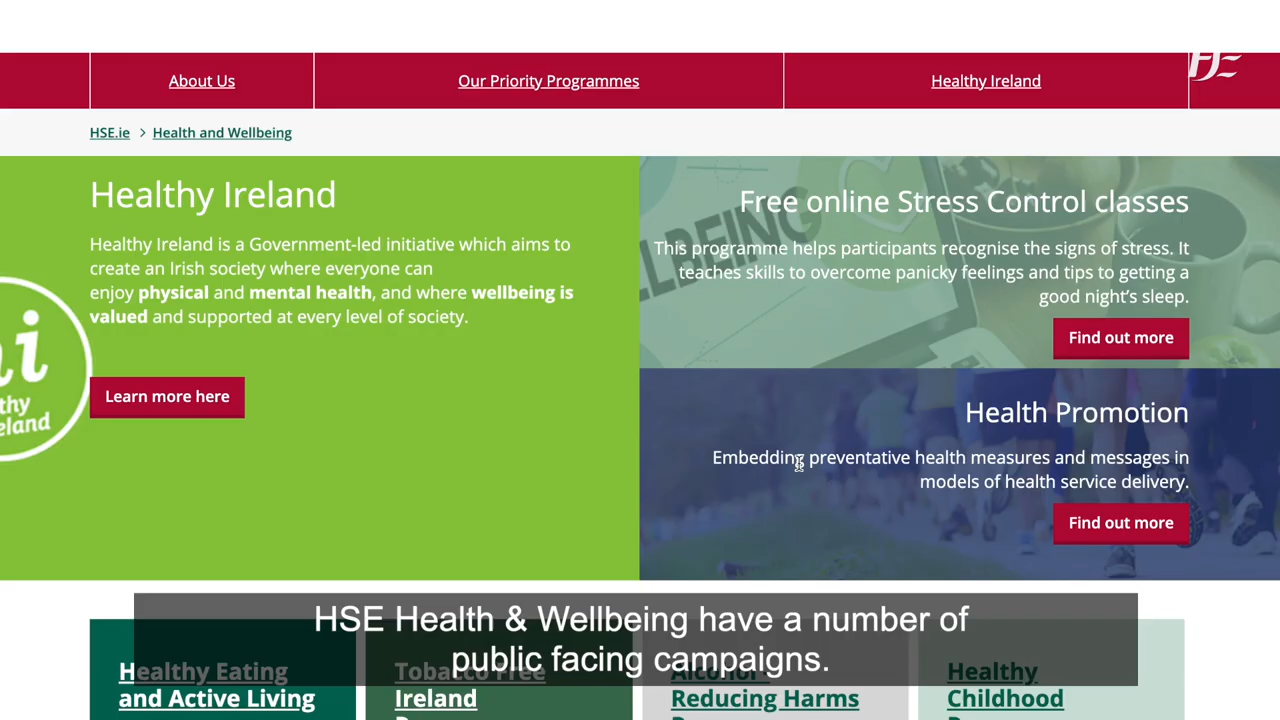 About Us
Our Priority Programmes
Healthy Ireland
HSE.ie > Health and Wellbeing
Healthy Ireland
Healthy Ireland is a Government-led initiative which aims to
create an Irish society where everyone can
enjoy physical and mental health, and where wellbeing is
valued and supported at every level of society.
Learn more here
Free online Stress Control classes
This programme helps participants recognise the signs of stress. It
teaches skills to overcome panicky feelings and tips to getting a
good night's sleep.
Find out more
Health Promotion
Embedding preventative health measures and messages in
models of health service delivery.
Find out more
HSE Health & Wellbeing have a number of
public facing campaigns.
Healthy Eating
and Active Living
Tobacco Free
Ireland
Alcohol -
Reducing Harms
Healthy
Childhood